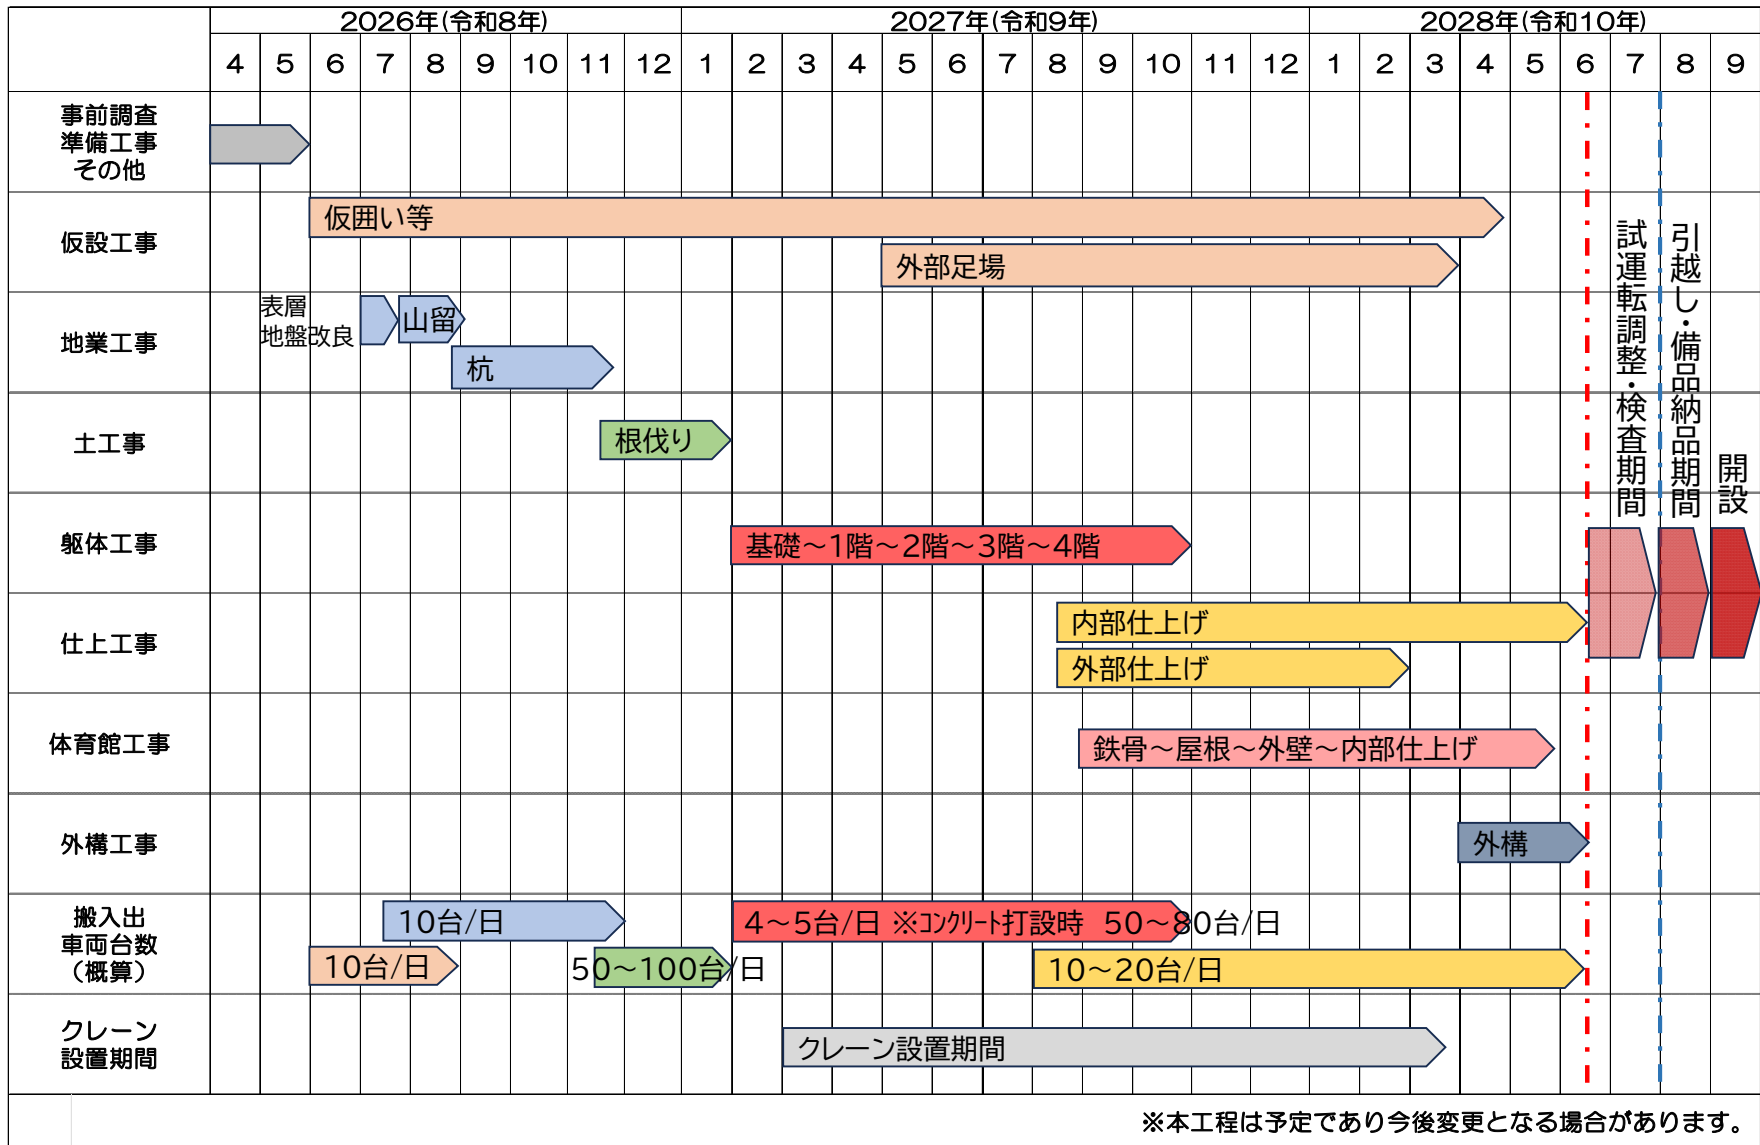 2026年(令和8年) 2027年(令和9年) 2028年(令和10年)
4 5 6 7 8 9 10 11 12 1 2 3 4 5 6 7 8 9 10 11 12 1 2 3 4 5 6 7 8 9
事前調査
準備工事
その他
仮設工事
仮囲い等
外部足場
地業工事
表層
地盤改良
山留
杭
土工事
根伐り
躯体工事
基礎～1階～2階～3階～4階
試運転調整・検査期間
引越し・備品納品期間
開設
仕上工事
内部仕上げ
外部仕上げ
体育館工事
鉄骨～屋根～外壁～内部仕上げ
外構工事
外構
搬入出
車両台数
（概算）
10台/日
4～5台/日 ※ｺﾝｸﾘｰﾄ打設時 50～80台/日
10台/日
50～100台/日
10～20台/日
クレーン
設置期間
クレーン設置期間
※本工程は予定であり今後変更となる場合があります。